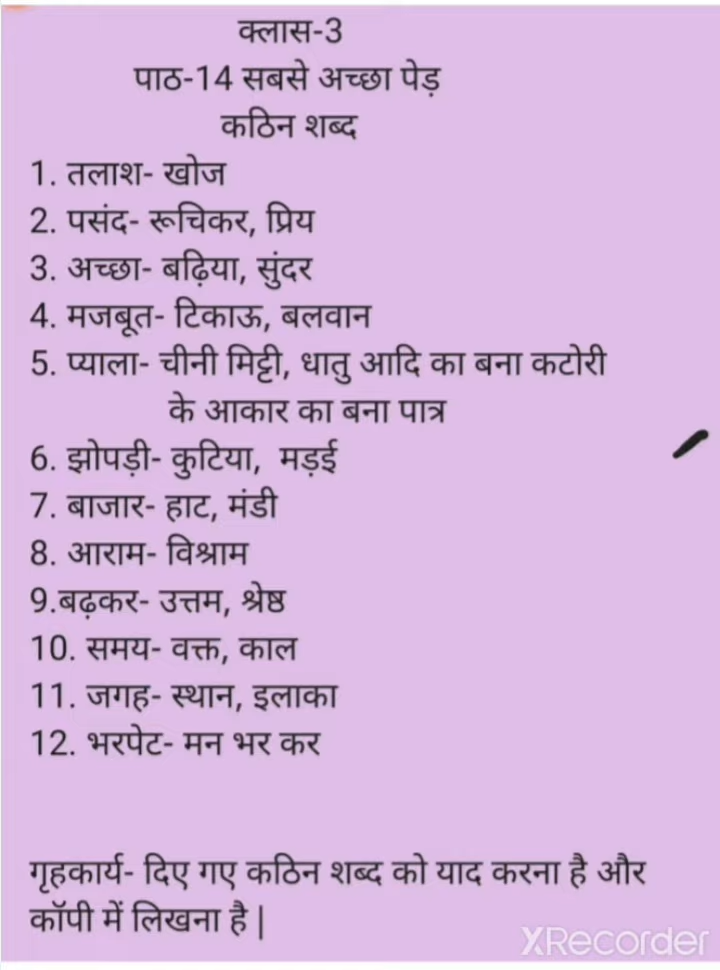 क्लास-3
पाठ-14 सबसे अच्छा पेड़
कठिन शब्द
1. तलाश- खोज
2. पसंद- रूचिकर, प्रिय
3. अच्छा- बढ़िया, सुंदर
4. मजबूत- टिकाऊ, बलवान
5. प्याला- चीनी मिट्टी, धातु आदि का बना कटोरी
के आकार का बना पात्र
6. झोपड़ी- कुटिया, मड़ई
7. बाजार- हाट, मंडी
8. आराम- विश्राम
9.बढ़कर- उत्तम, श्रेष्ठ
10. समय- वक्त, काल
11. जगह- स्थान, इलाका
12. भरपेट- मन भर कर
गृहकार्य- दिए गए कठिन शब्द को याद करना है और
कॉपी में लिखना है|
XRecorder